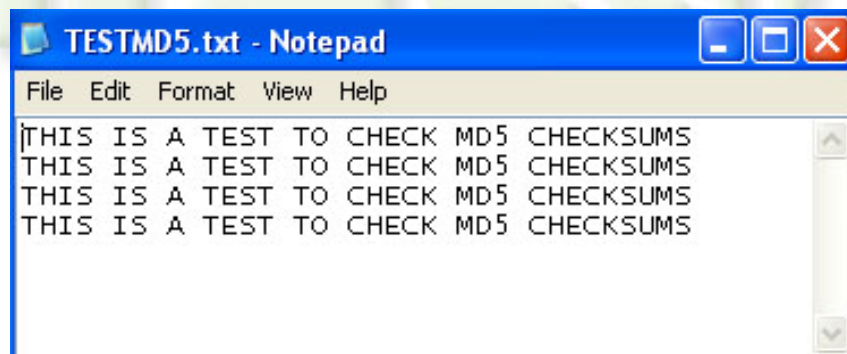 TESTMD5.txt - Notepad
File Edit Format View Help
THIS IS A TEST TO CHECK MD5 CHECKSUMS
THIS IS A TEST TO CHECK MD5 CHECKSUMS
THIS IS A TEST TO CHECK MD5 CHECKSUMS
THIS IS A TEST TO CHECK MD5 CHECKSUMS